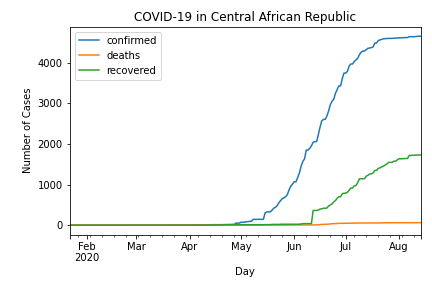 COVID-19 in Central African Republic
confirmed
deaths
recovered
Number of Cases
4000
3000
2000
1000
0
Feb
2020
Mar
Apr
May
Jun
Jul
Aug
Day